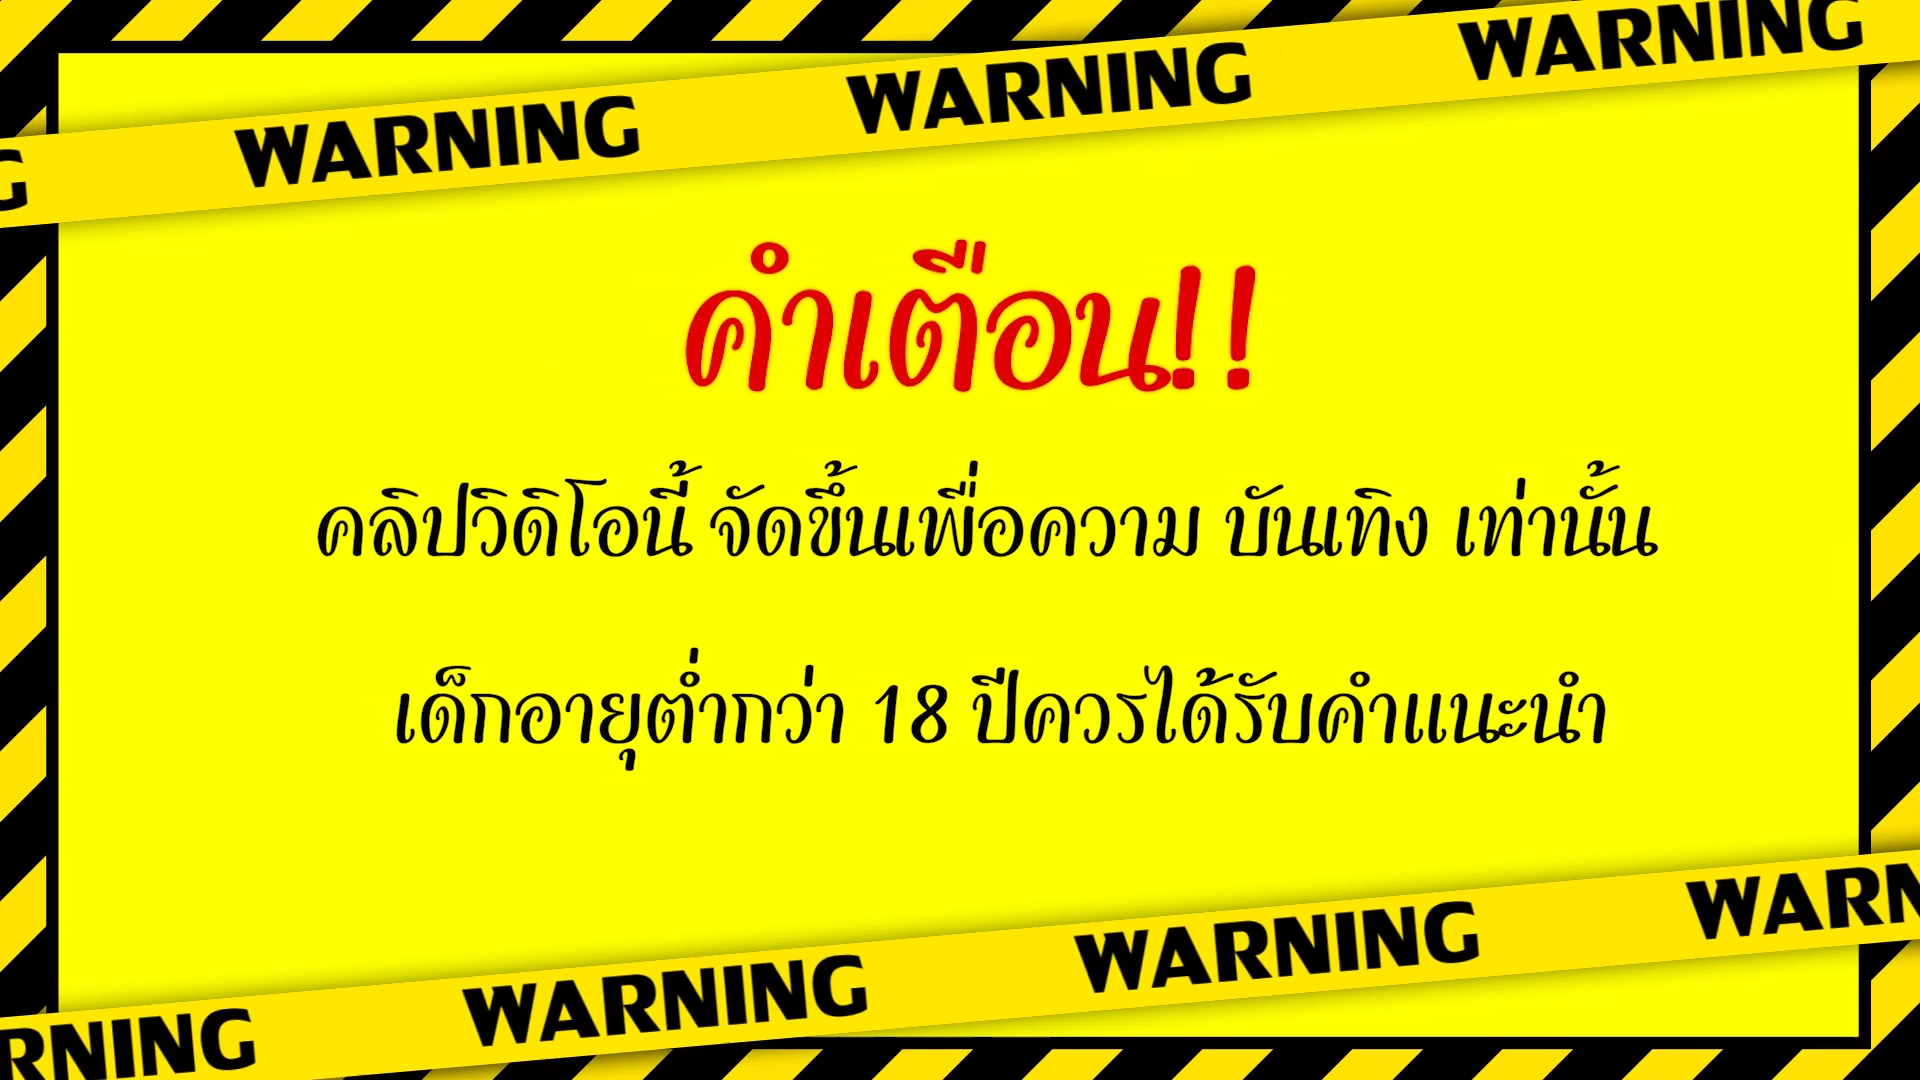 WARNING WARNING WARNING
คำเตือน!!
คลิปวิดิโอนี้ จัดขึ้นเพื่อความ บันเทิง เท่านั้น
เด็กอายุต่ำกว่า 18 ปีควรได้รับคำแนะนำ
RNING WARNING WARNING WARN